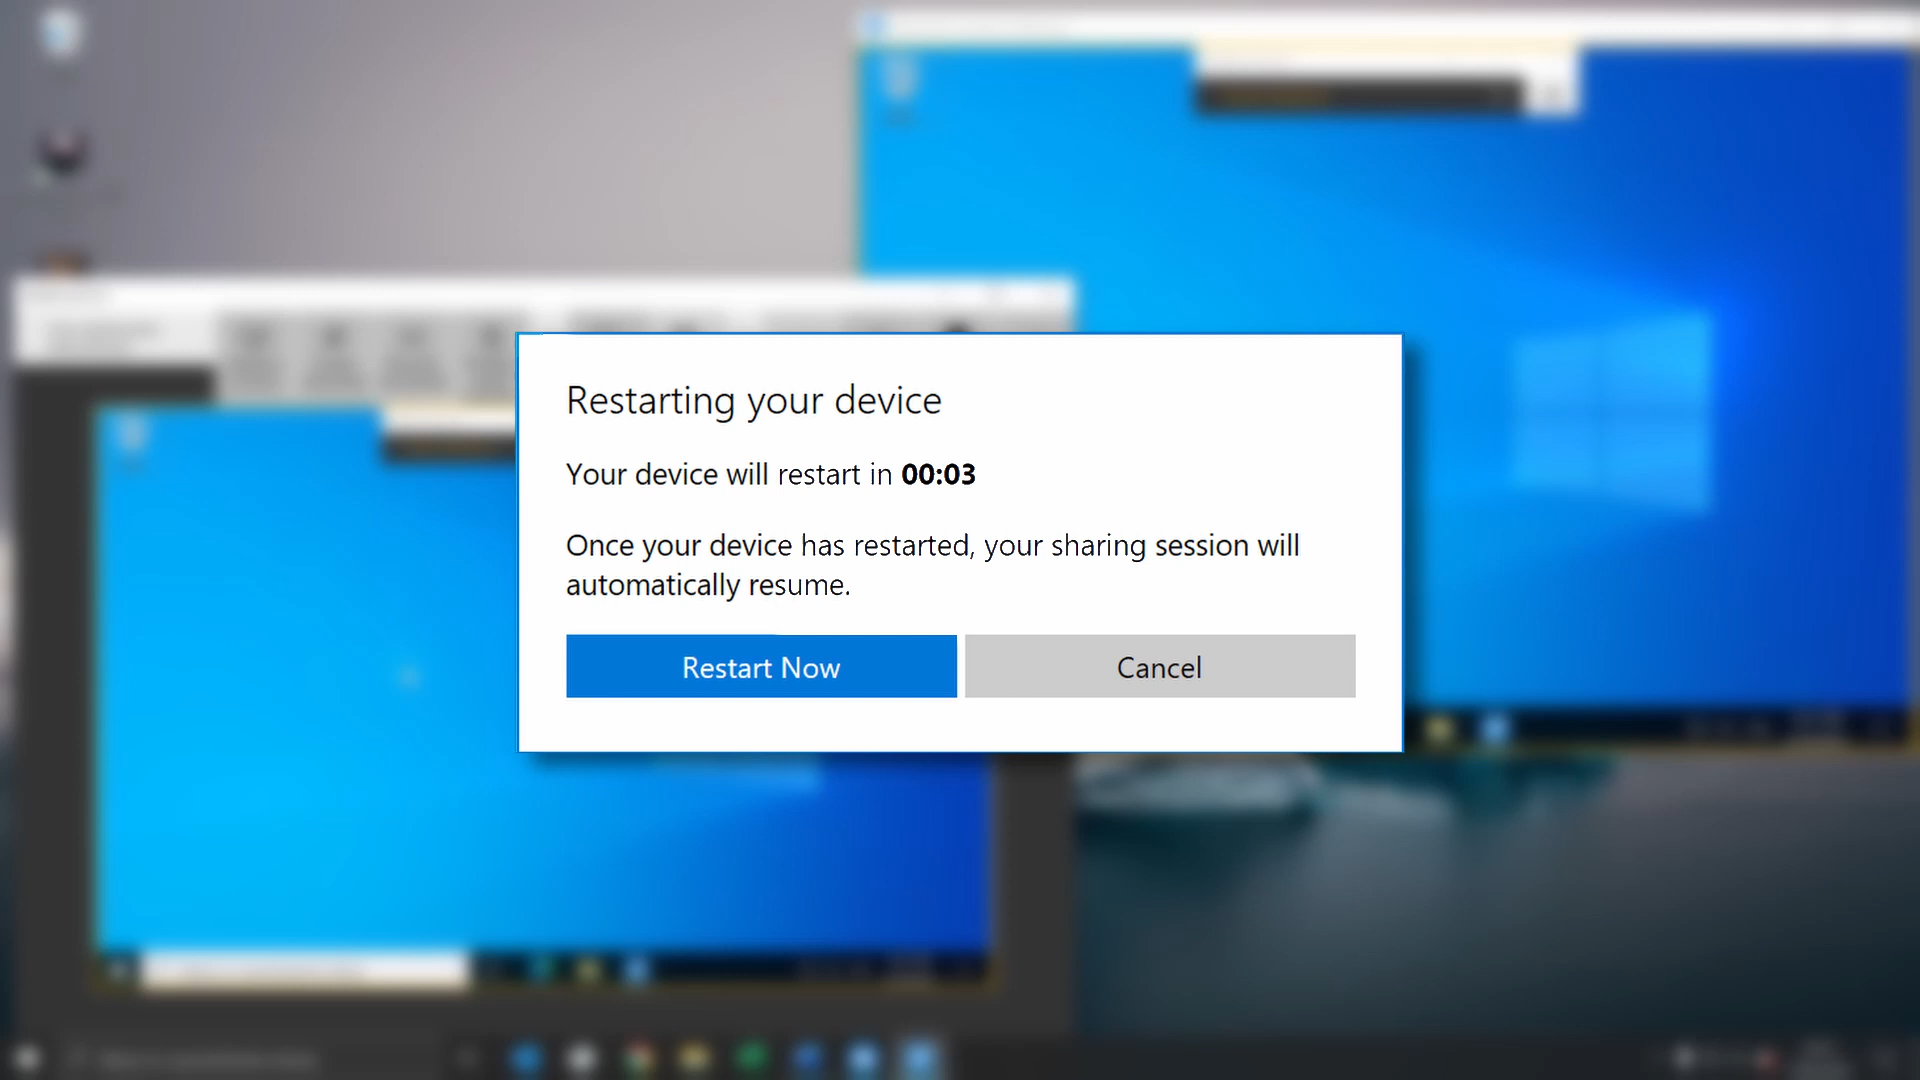 Restarting your device
Your device will restart in 00:03
Once your device has restarted, your sharing session will
automatically resume.
Restart Now
Cancel